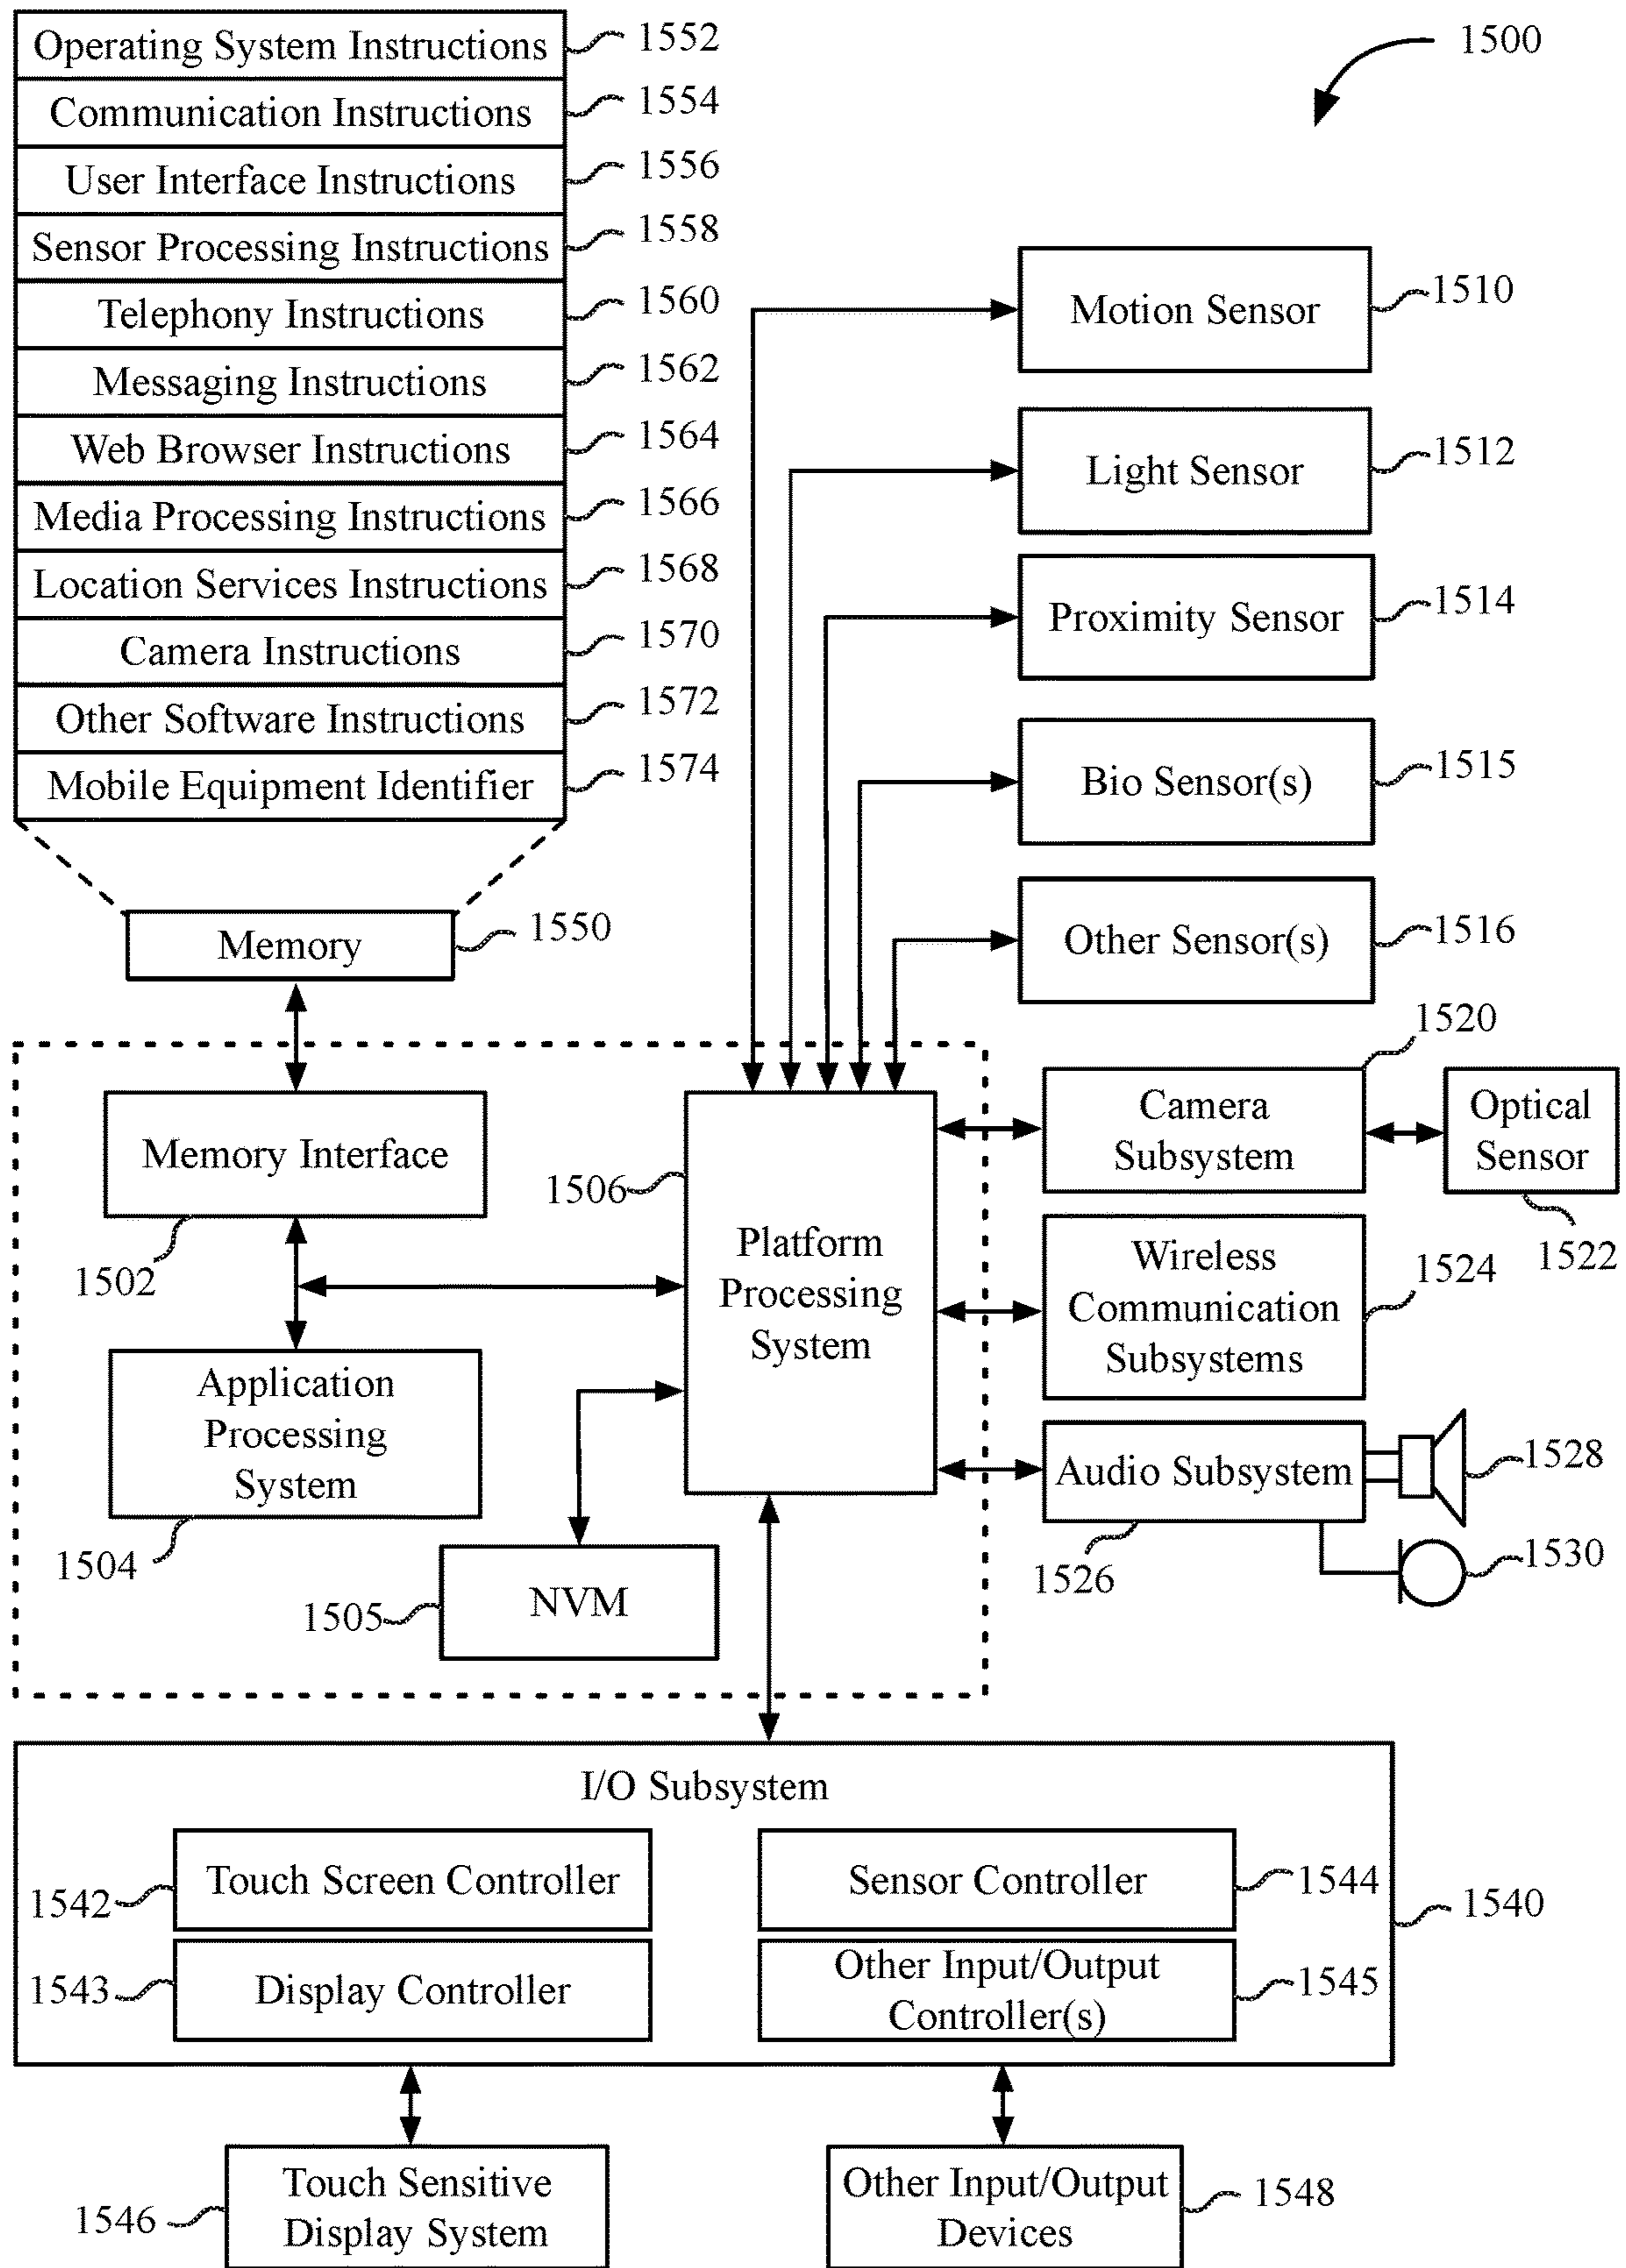 Operating System Instructions 1552
Communication Instructions 1554
User Interface Instructions 1556
Sensor Processing Instructions 1558
Telephony Instructions 1560
Messaging Instructions 1562
Web Browser Instructions 1564
Media Processing Instructions 1566
Location Services Instructions 1568
Camera Instructions 1570
Other Software Instructions 1572
Mobile Equipment Identifier 1574
Memory 1550
1500
Motion Sensor 1510
Light Sensor 1512
Proximity Sensor 1514
Bio Sensor(s) 1515
Other Sensor(s) 1516
Memory Interface
1502
Application
Processing
System
1504
1505 NVM
1506
Platform
Processing
System
1520
Camera
Subsystem
Optical
Sensor
1522
Wireless
Communication
Subsystems
1524
Audio Subsystem
1526
1528
1530
I/O Subsystem
1540
1542 Touch Screen Controller
Sensor Controller 1544
1543 Display Controller
Other Input/Output
Controller(s)
1545
Touch Sensitive
Display System
1546
Other Input/Output
Devices
1548